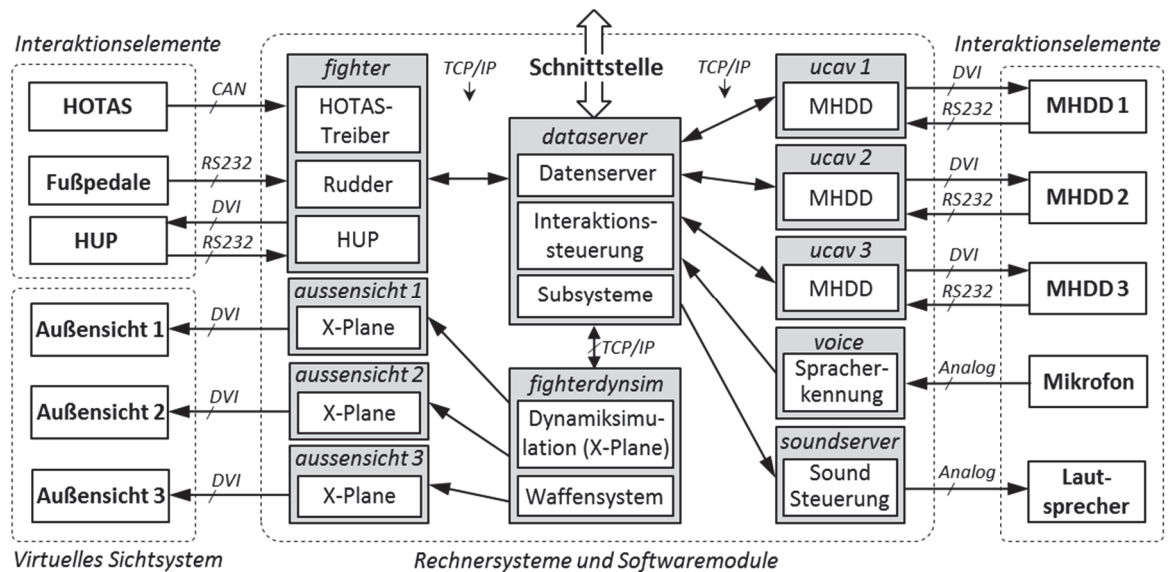 Interaktionselemente
HOTAS
CAN
Fußpedale
RS232
DVI
HUP
RS232
Außensicht 1
DVI
Außensicht 2
DVI
Außensicht 3
DVI
Virtuelles Sichtsystem
fighter
HOTAS-
Treiber
Rudder
HUP
aussensicht 1
X-Plane
aussensicht 2
X-Plane
aussensicht 3
X-Plane
TCP/IP
Schnittstelle
TCP/IP
dataserver
Datenserver
Interaktions-
steuerung
Subsysteme
TCP/IP
fighterdynsim
Dynamiksimu-
lation (X-Plane)
Waffensystem
ucav 1
MHDD
ucav 2
MHDD
ucav 3
MHDD
voice
Spracher-
kennung
soundserver
Sound
Steuerung
Rechnersysteme und Softwaremodule
Interaktionselemente
DVI
MHDD 1
RS232
DVI
MHDD 2
RS232
DVI
MHDD 3
RS232
Analog
Mikrofon
Analog
Laut-
sprecher